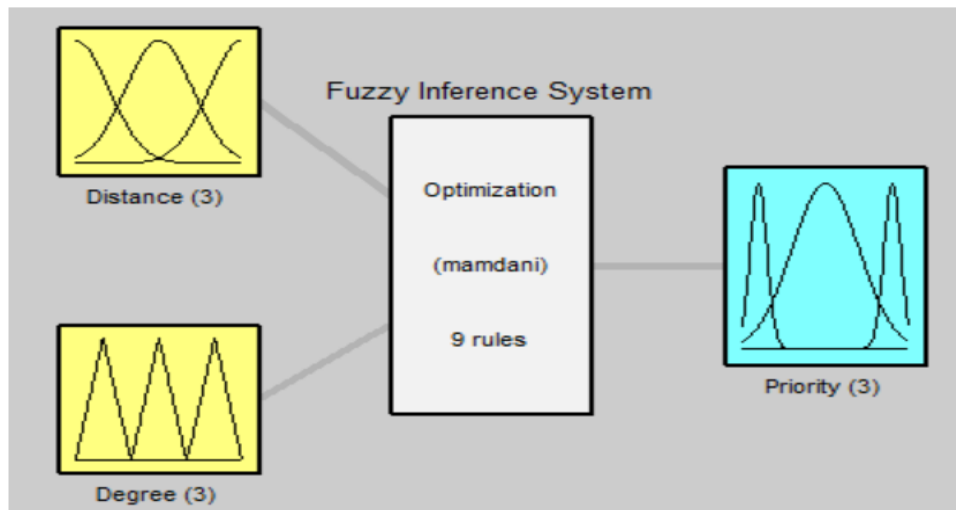 Fuzzy Inference System
Distance (3)
Optimization
(mamdani)
9 rules
Degree (3)
Priority (3)